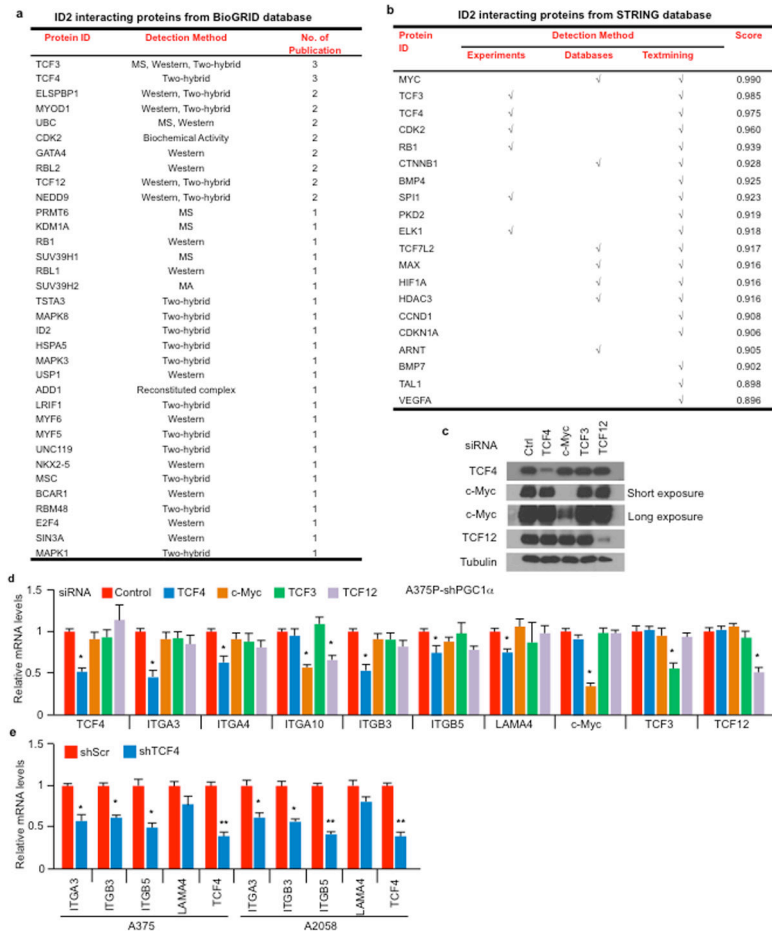 a
ID2 interacting proteins from BioGRID database
Protein ID Detection Method No. of Publication
TCF3 MS, Western, Two-hybrid 3
TCF4 Two-hybrid 3
ELSPBP1 Western, Two-hybrid 2
MYOD1 Western, Two-hybrid 2
UBC MS, Western 2
CDK2 Biochemical Activity 2
GATA4 Western 2
RBL2 Western 2
TCF12 Western, Two-hybrid 2
NEDD9 Western, Two-hybrid 2
PRMT6 MS 1
KDM1A MS 1
RB1 Western 1
SUV39H1 MS 1
RBL1 Western 1
SUV39H2 MA 1
TSTA3 Two-hybrid 1
MAPK8 Two-hybrid 1
ID2 Two-hybrid 1
HSPA5 Two-hybrid 1
MAPK3 Two-hybrid 1
USP1 Western 1
ADD1 Reconstituted complex 1
LRIF1 Two-hybrid 1
MYF6 Western 1
MYF5 Two-hybrid 1
UNC119 Two-hybrid 1
NKX2-5 Western 1
MSC Two-hybrid 1
BCAR1 Western 1
RBM48 Two-hybrid 1
E2F4 Western 1
SIN3A Western 1
MAPK1 Two-hybrid 1
b
ID2 interacting proteins from STRING database
Protein ID Detection Method Score
Experiments Databases Textmining
MYC √ √ 0.990
TCF3 √ √ 0.985
TCF4 √ √ 0.975
CDK2 √ √ 0.960
RB1 √ √ 0.939
CTNNB1 √ √ 0.928
BMP4 √ 0.925
SPI1 √ √ 0.923
PKD2 √ 0.919
ELK1 √ √ 0.918
TCF7L2 √ √ 0.917
MAX √ √ 0.916
HIF1A √ √ 0.916
HDAC3 √ √ 0.916
CCND1 √ 0.908
CDKN1A √ 0.906
ARNT √ 0.905
BMP7 √ 0.902
TAL1 √ 0.898
VEGFA √ 0.896
c
siRNA Ctrl TCF4 c-Myc TCF3 TCF12
TCF4
c-Myc Short exposure
c-Myc Long exposure
TCF12
Tubulin
d
siRNA Control TCF4 c-Myc TCF3 TCF12 A375P-shPGC1α
Relative mRNA levels
1.5
1
0.5
0
* * * * * * * * * * * *
TCF4 ITGA3 ITGA4 ITGA10 ITGB3 ITGB5 LAMA4 c-Myc TCF3 TCF12
e
shScr shTCF4
Relative mRNA levels
1.5
1
0.5
0
* * * ** * * ** **
ITGA3 ITGB3 ITGB5 LAMA4 TCF4 ITGA3 ITGB3 ITGB5 LAMA4 TCF4
A375 A2058